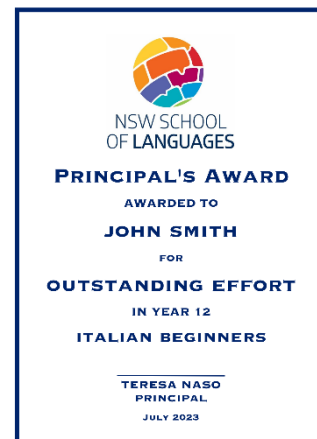 NSW SCHOOL
OF LANGUAGES
PRINCIPAL'S AWARD
AWARDED TO
JOHN SMITH
FOR
OUTSTANDING EFFORT
IN YEAR 12
ITALIAN BEGINNERS
TERESA NASO
PRINCIPAL
JULY 2023